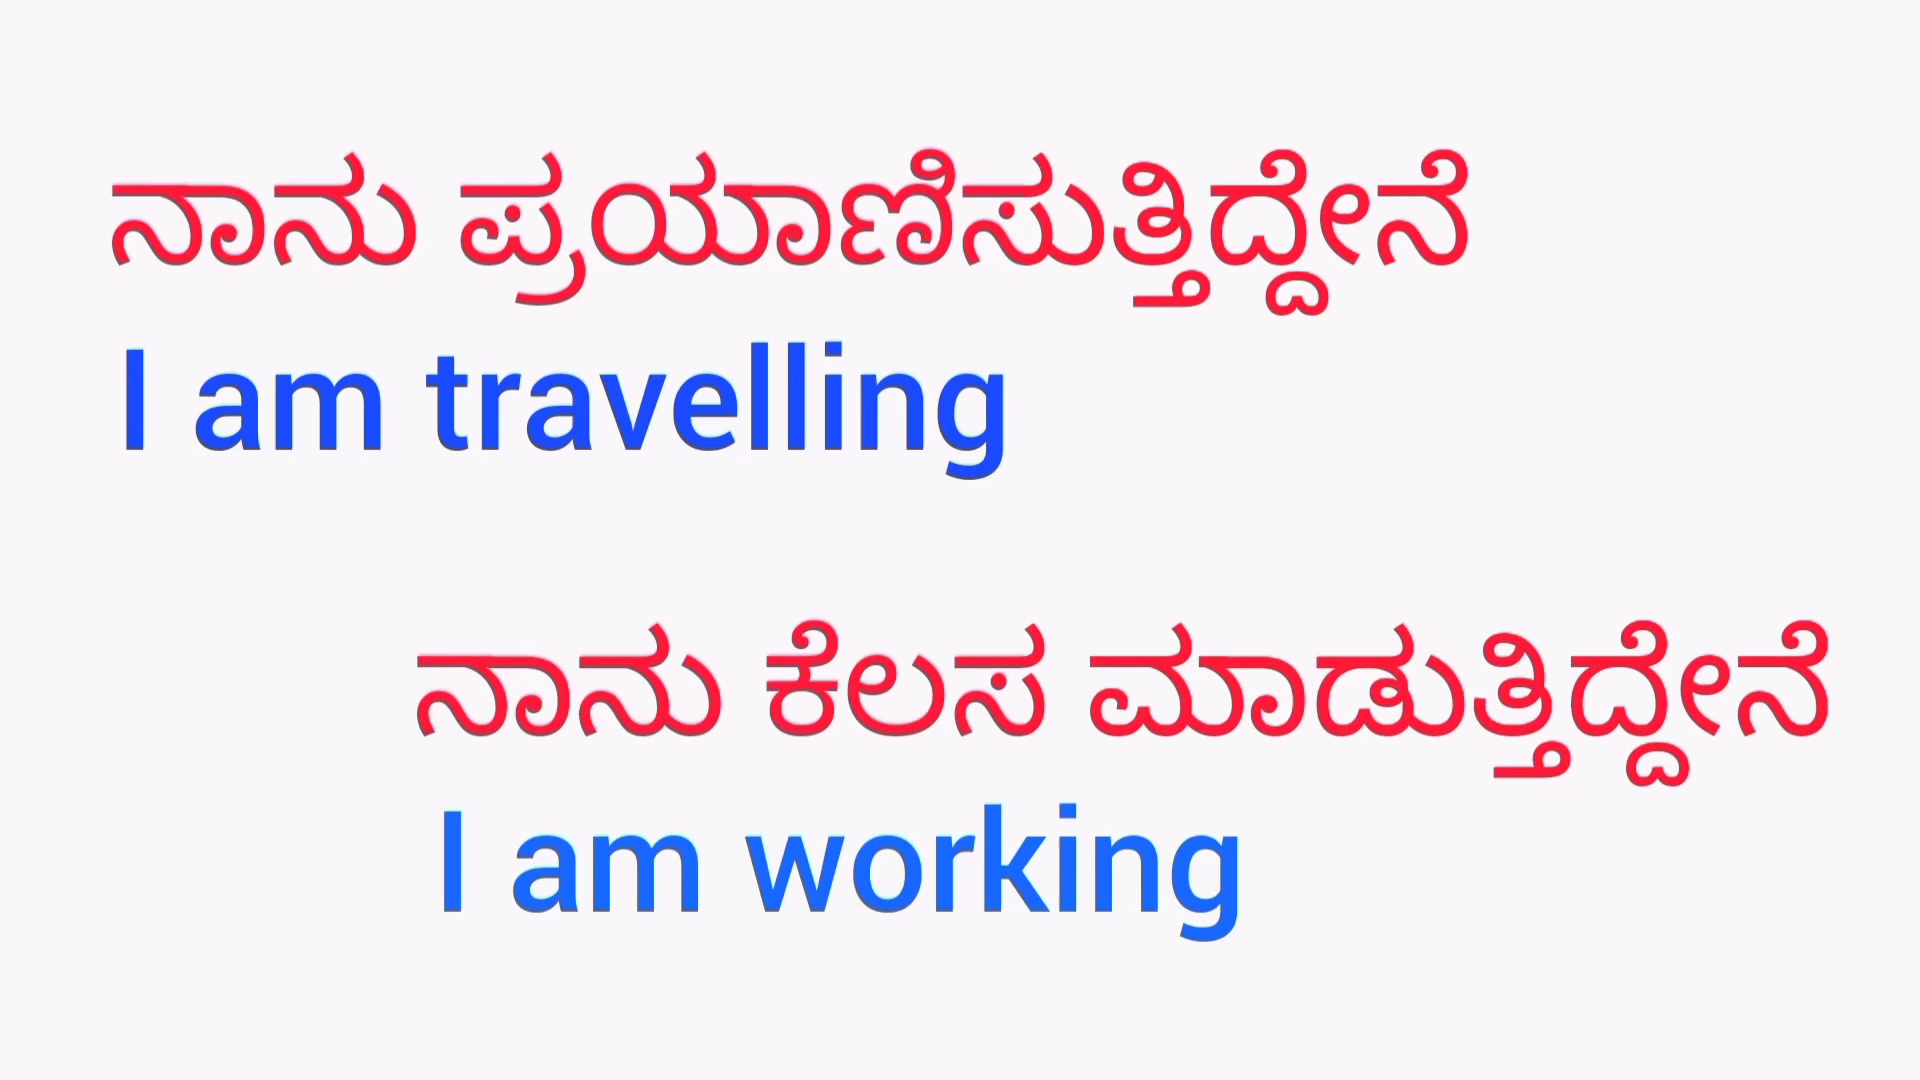 ನಾನು ಪ್ರಯಾಣಿಸುತ್ತಿದ್ದೇನೆ
I am travelling
ನಾನು ಕೆಲಸ ಮಾಡುತ್ತಿದ್ದೇನೆ
I am working